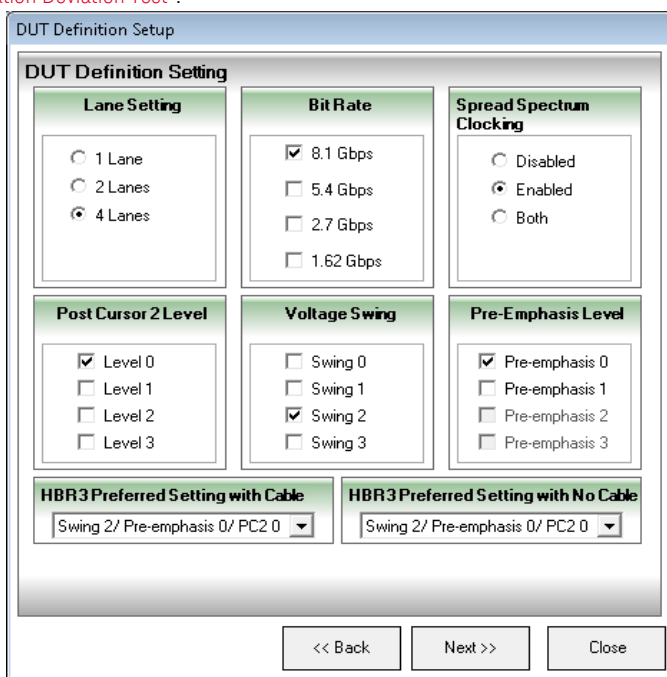 ation Deviation Test".
DUT Definition Setup
DUT Definition Setting
Lane Setting
1 Lane
2 Lanes
4 Lanes
Bit Rate
8.1 Gbps
5.4 Gbps
2.7 Gbps
1.62 Gbps
Spread Spectrum
Clocking
Disabled
Enabled
Both
Post Cursor 2 Level
Level 0
Level 1
Level 2
Level 3
Voltage Swing
Swing 0
Swing 1
Swing 2
Swing 3
Pre-Emphasis Level
Pre-emphasis 0
Pre-emphasis 1
Pre-emphasis 2
Pre-emphasis 3
HBR3 Preferred Setting with Cable
Swing 2/ Pre-emphasis 0/ PC2 0
HBR3 Preferred Setting with No Cable
Swing 2/ Pre-emphasis 0/ PC2 0
<< Back
Next >>
Close